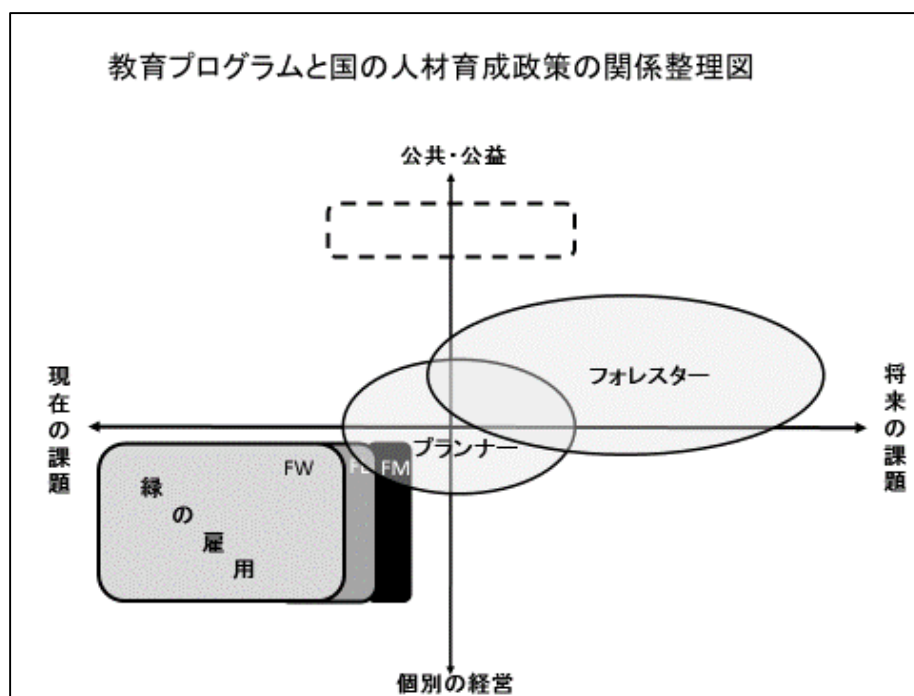 教育プログラムと国の人材育成政策の関係整理図
公共・公益
現在の課題
将来の課題
フォレスター
プランナー
FW
FL
FM
緑の雇用
個別の経営